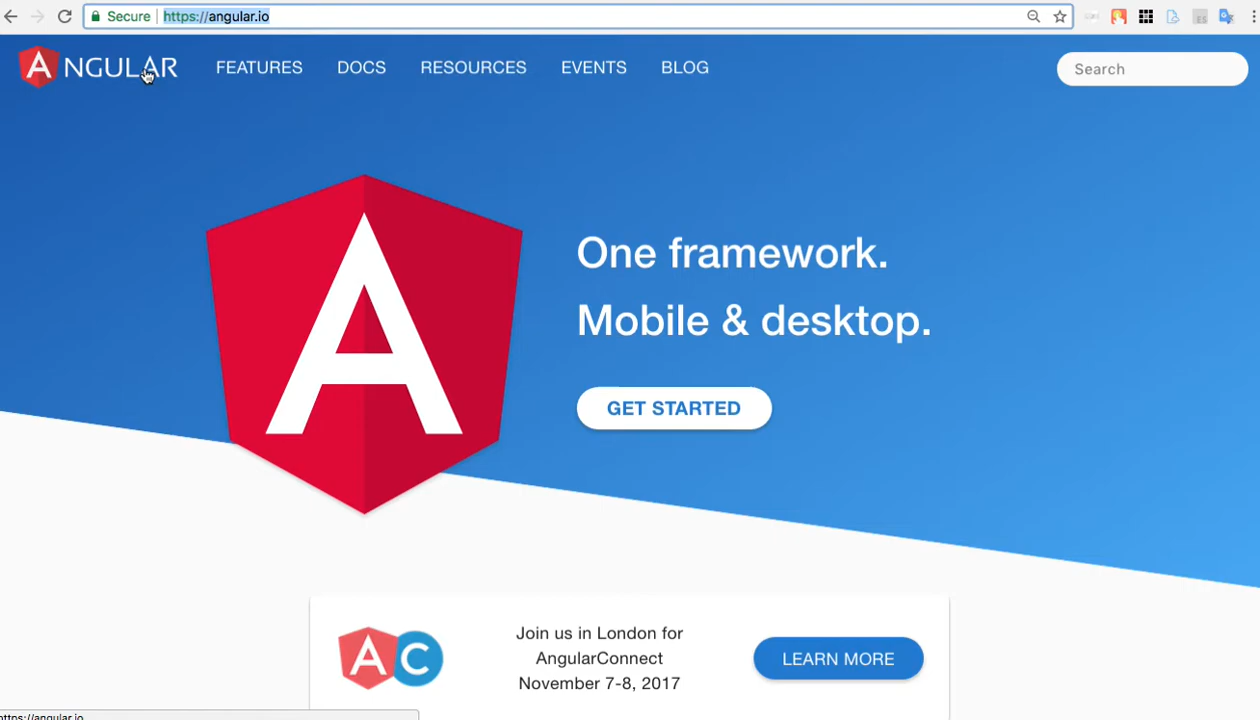 Secure https://angular.io
ANGULAR FEATURES DOCS RESOURCES EVENTS BLOG Search
A
One framework.
Mobile & desktop.
GET STARTED
AC
Join us in London for
AngularConnect
November 7-8, 2017
LEARN MORE
https://angular.io